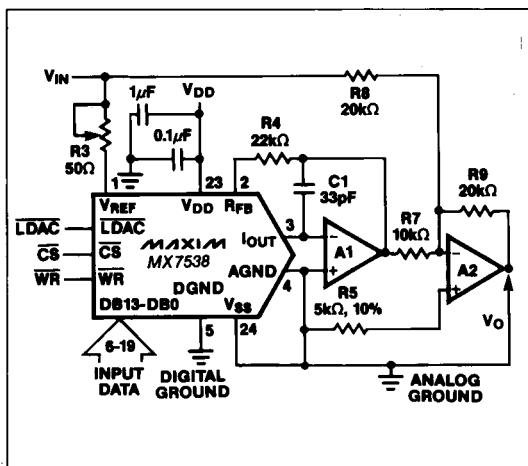 VIN
VDD
1µF
0.1µF
R3
50Ω
R4
22kΩ
R8
20kΩ
C1
33pF
R9
20kΩ
1
23
2
3
VREF
VDD
RFB
IOUT
LDAC
LDAC
CS
CS
WR
WR
MAXIM
MX7538
AGND
4
DGND
DB13-DB0
VSS
A1
R7
10kΩ
A2
R5
5kΩ, 10%
VO
6-19
5
24
INPUT
DATA
DIGITAL
GROUND
ANALOG
GROUND
-
+
-
+